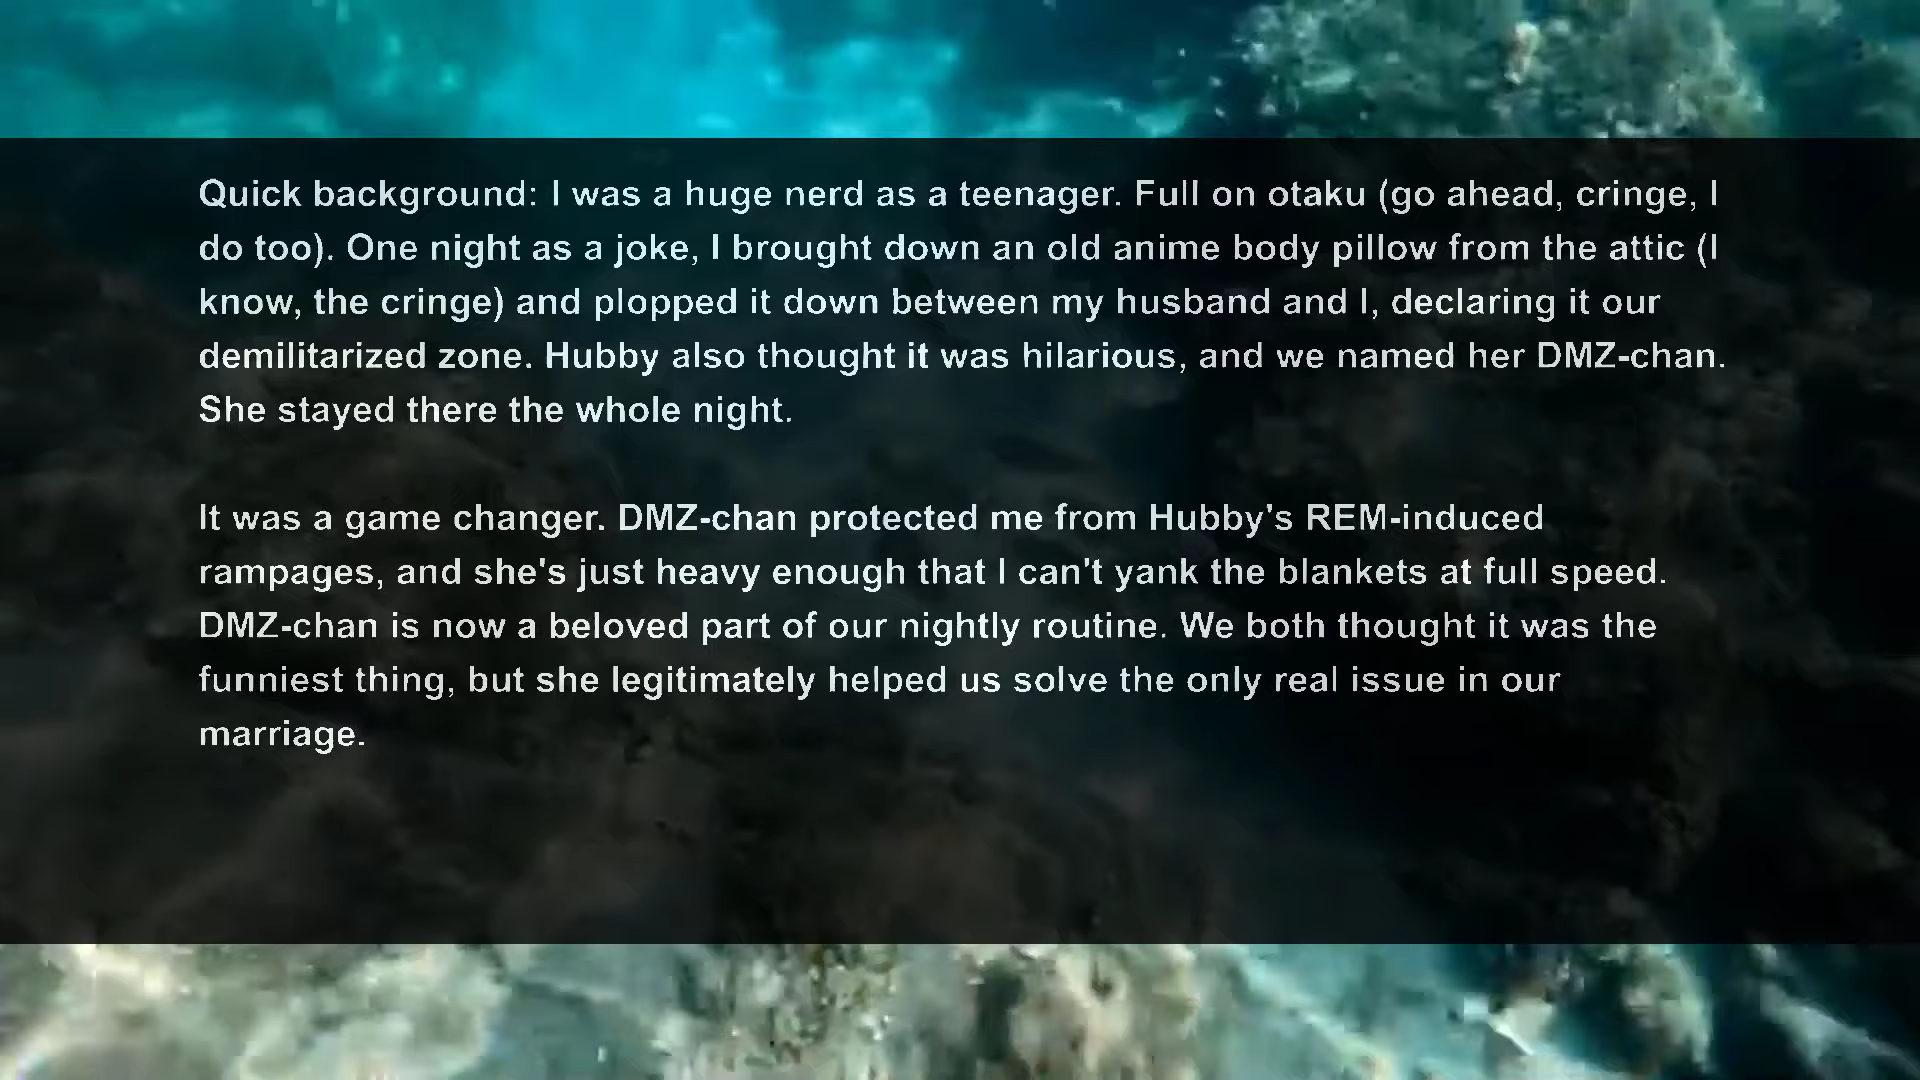 Quick background: I was a huge nerd as a teenager. Full on otaku (go ahead, cringe, I
do too). One night as a joke, I brought down an old anime body pillow from the attic (I
know, the cringe) and plopped it down between my husband and I, declaring it our
demilitarized zone. Hubby also thought it was hilarious, and we named her DMZ-chan.
She stayed there the whole night.
It was a game changer. DMZ-chan protected me from Hubby's REM-induced
rampages, and she's just heavy enough that I can't yank the blankets at full speed.
DMZ-chan is now a beloved part of our nightly routine. We both thought it was the
funniest thing, but she legitimately helped us solve the only real issue in our
marriage.